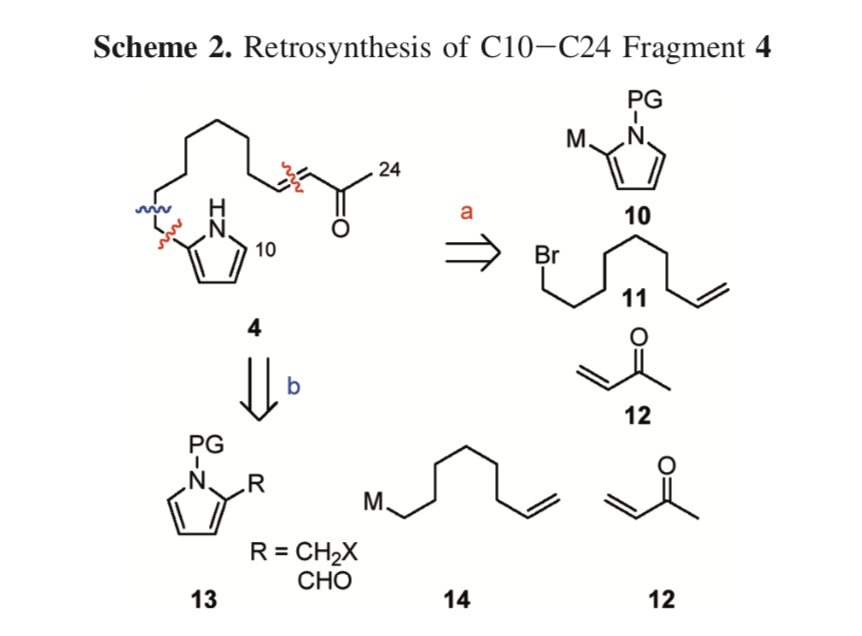 Scheme 2. Retrosynthesis of C10−C24 Fragment 4
24
O
H
N
10
4
a
PG
N
M
10
Br
11
O
12
b
PG
N
R
R = CH2X
CHO
13
M
14
O
12